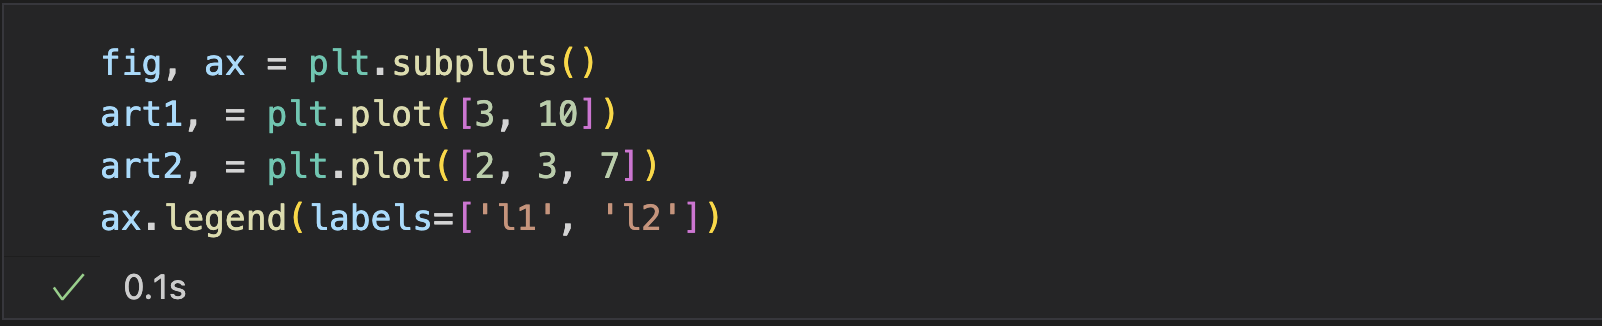 fig, ax = plt.subplots()
art1, = plt.plot([3, 10])
art2, = plt.plot([2, 3, 7])
ax.legend(labels=['l1', 'l2'])
0.1s